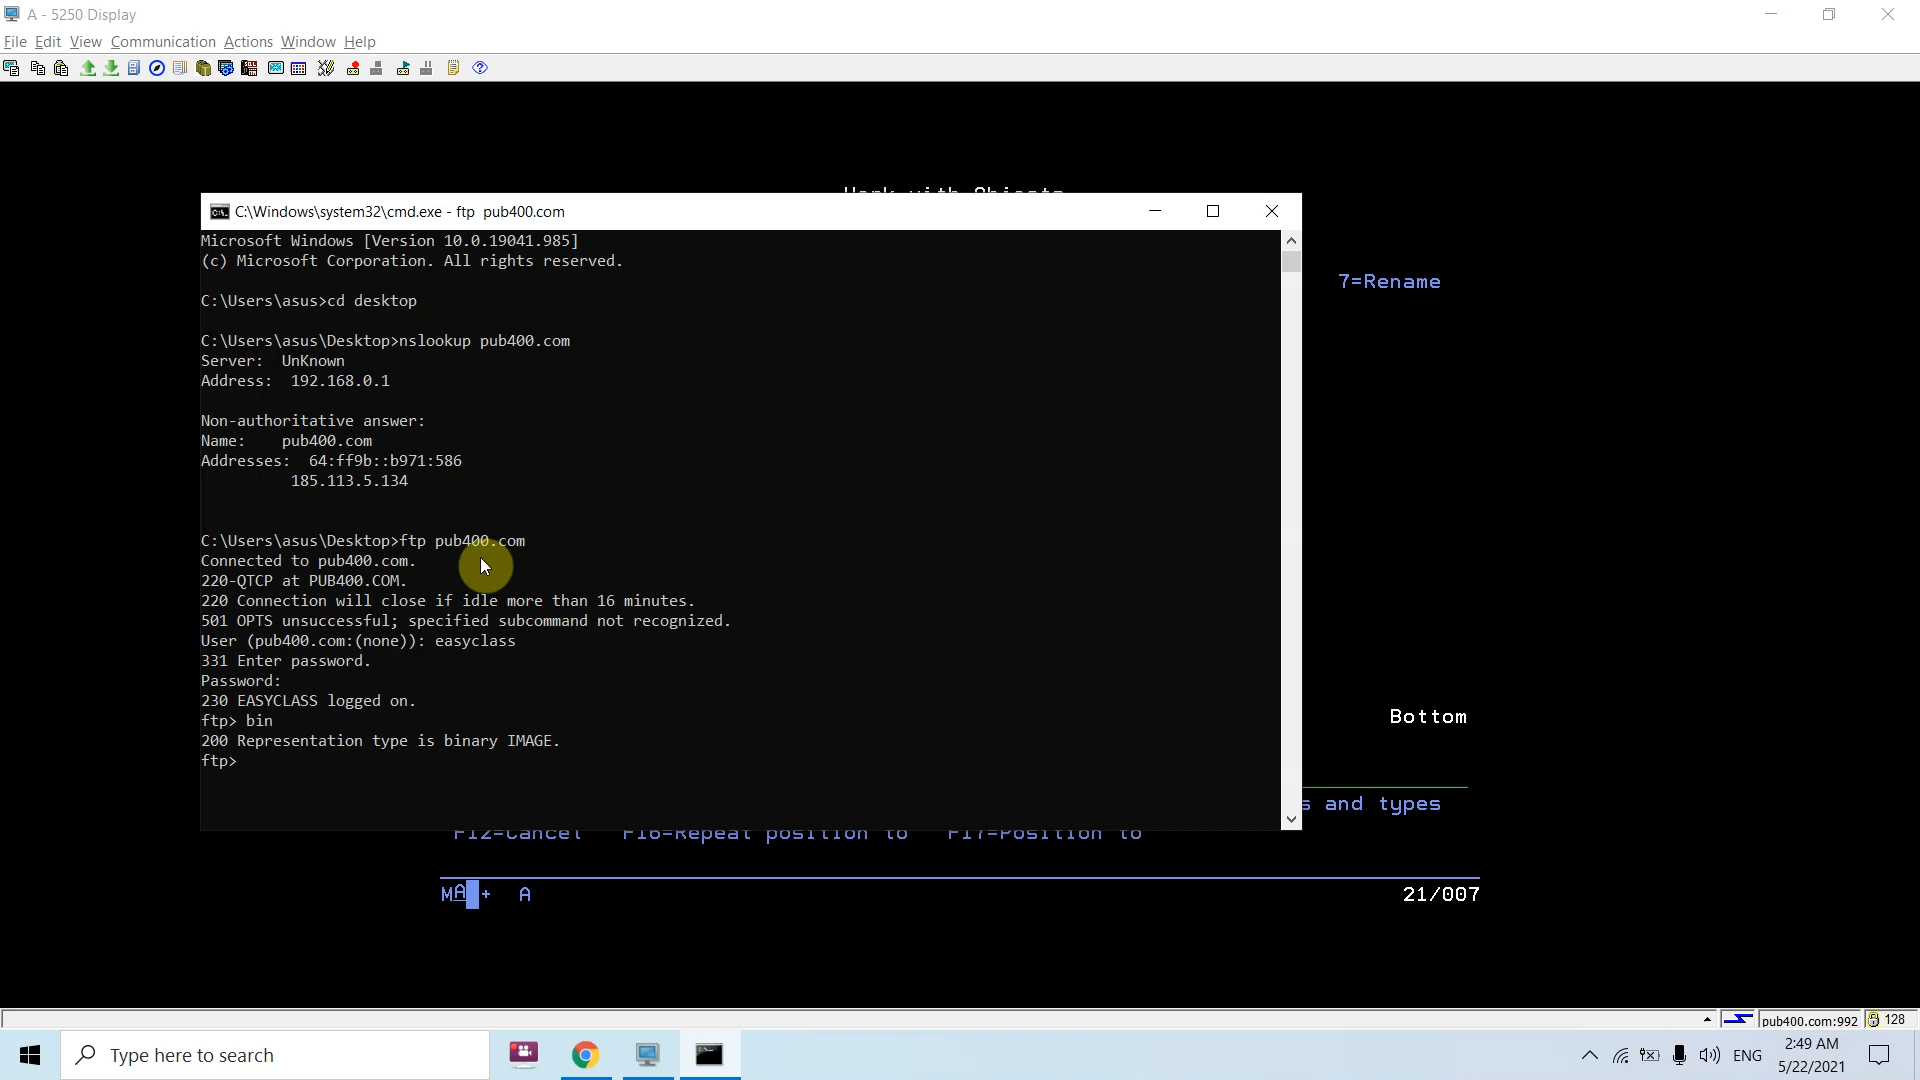 A - 5250 Display
File Edit View Communication Actions Window Help
C:\Windows\system32\cmd.exe - ftp  pub400.com
Microsoft Windows [Version 10.0.19041.985]
(c) Microsoft Corporation. All rights reserved.
C:\Users\asus>cd desktop
C:\Users\asus\Desktop>nslookup pub400.com
Server:  UnKnown
Address:  192.168.0.1
Non-authoritative answer:
Name:    pub400.com
Addresses:  64:ff9b::b971:586
185.113.5.134
C:\Users\asus\Desktop>ftp pub400.com
Connected to pub400.com.
220-QTCP at PUB400.COM.
220 Connection will close if idle more than 16 minutes.
501 OPTS unsuccessful; specified subcommand not recognized.
User (pub400.com:(none)): easyclass
331 Enter password.
Password:
230 EASYCLASS logged on.
ftp> bin
200 Representation type is binary IMAGE.
ftp>
7=Rename
Bottom
and types
F12=Cancel   F16=Repeat position to   F17=Position to
MA + A 21/007
pub400.com:992 128
Type here to search
ENG
2:49 AM
5/22/2021